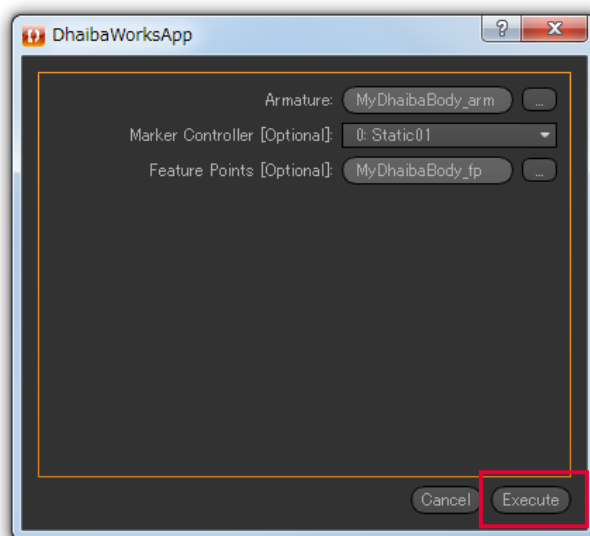 DhaibaWorksApp
Armature: MyDhaibaBody_arm ...
Marker Controller [Optional]: 0: Static01
Feature Points [Optional]: MyDhaibaBody_fp ...
Cancel Execute